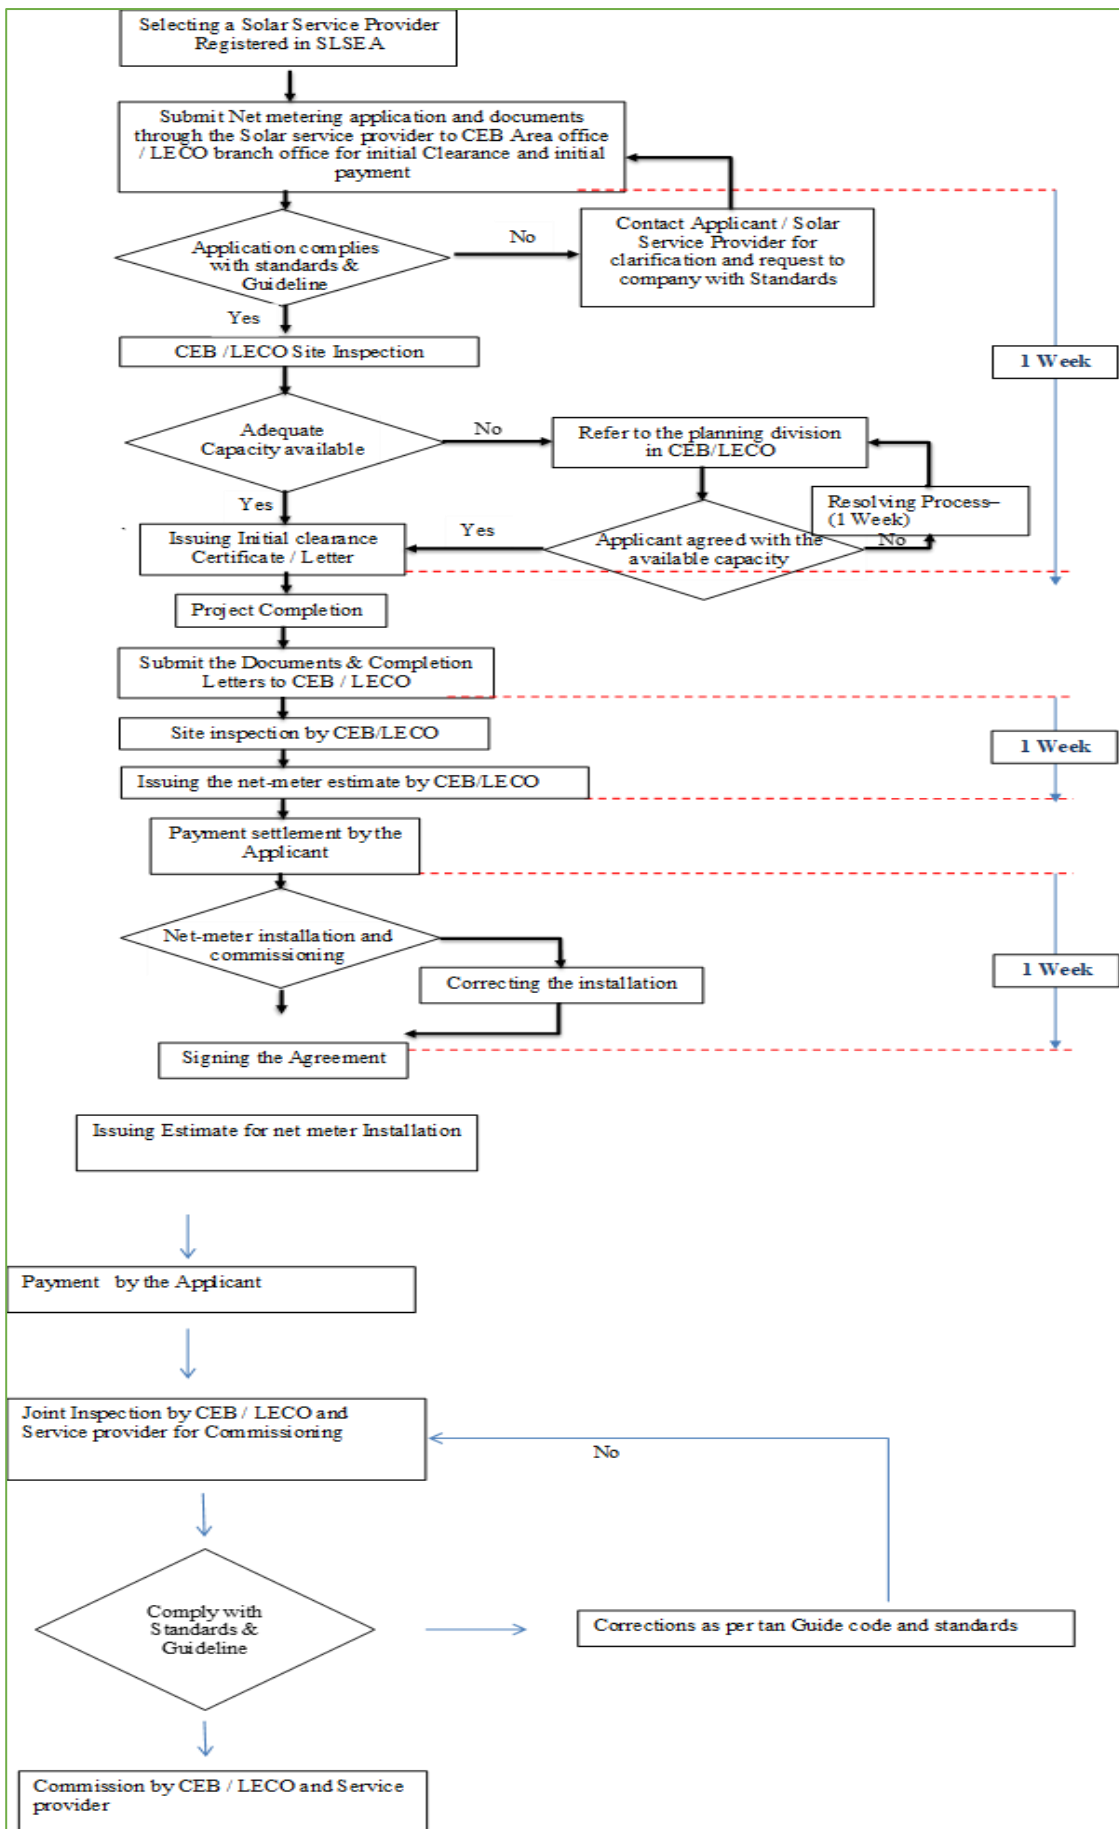 Selecting a Solar Service Provider
Registered in SLSEA
Submit Net metering application and documents
through the Solar service provider to CEB Area office
/ LECO branch office for initial Clearance and initial
payment
Application complies
with standards &
Guideline
No
Contact Applicant / Solar
Service Provider for
clarification and request to
company with Standards
Yes
CEB /LECO Site Inspection
1 Week
Adequate
Capacity available
No
Refer to the planning division
in CEB/LECO
Yes
Resolving Process–
(1 Week)
Issuing Initial clearance
Certificate / Letter
Yes
Applicant agreed with the
available capacity
No
Project Completion
Submit the Documents & Completion
Letters to CEB / LECO
Site inspection by CEB/LECO
1 Week
Issuing the net-meter estimate by CEB/LECO
Payment settlement by the
Applicant
Net-meter installation and
commissioning
Correcting the installation
1 Week
Signing the Agreement
Issuing Estimate for net meter Installation
Payment by the Applicant
Joint Inspection by CEB / LECO and
Service provider for Commissioning
No
Comply with
Standards &
Guideline
Corrections as per tan Guide code and standards
Commission by CEB / LECO and Service
provider